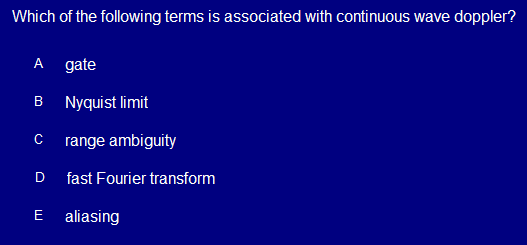 Which of the following terms is associated with continuous wave doppler?
A gate
B Nyquist limit
C range ambiguity
D fast Fourier transform
E aliasing